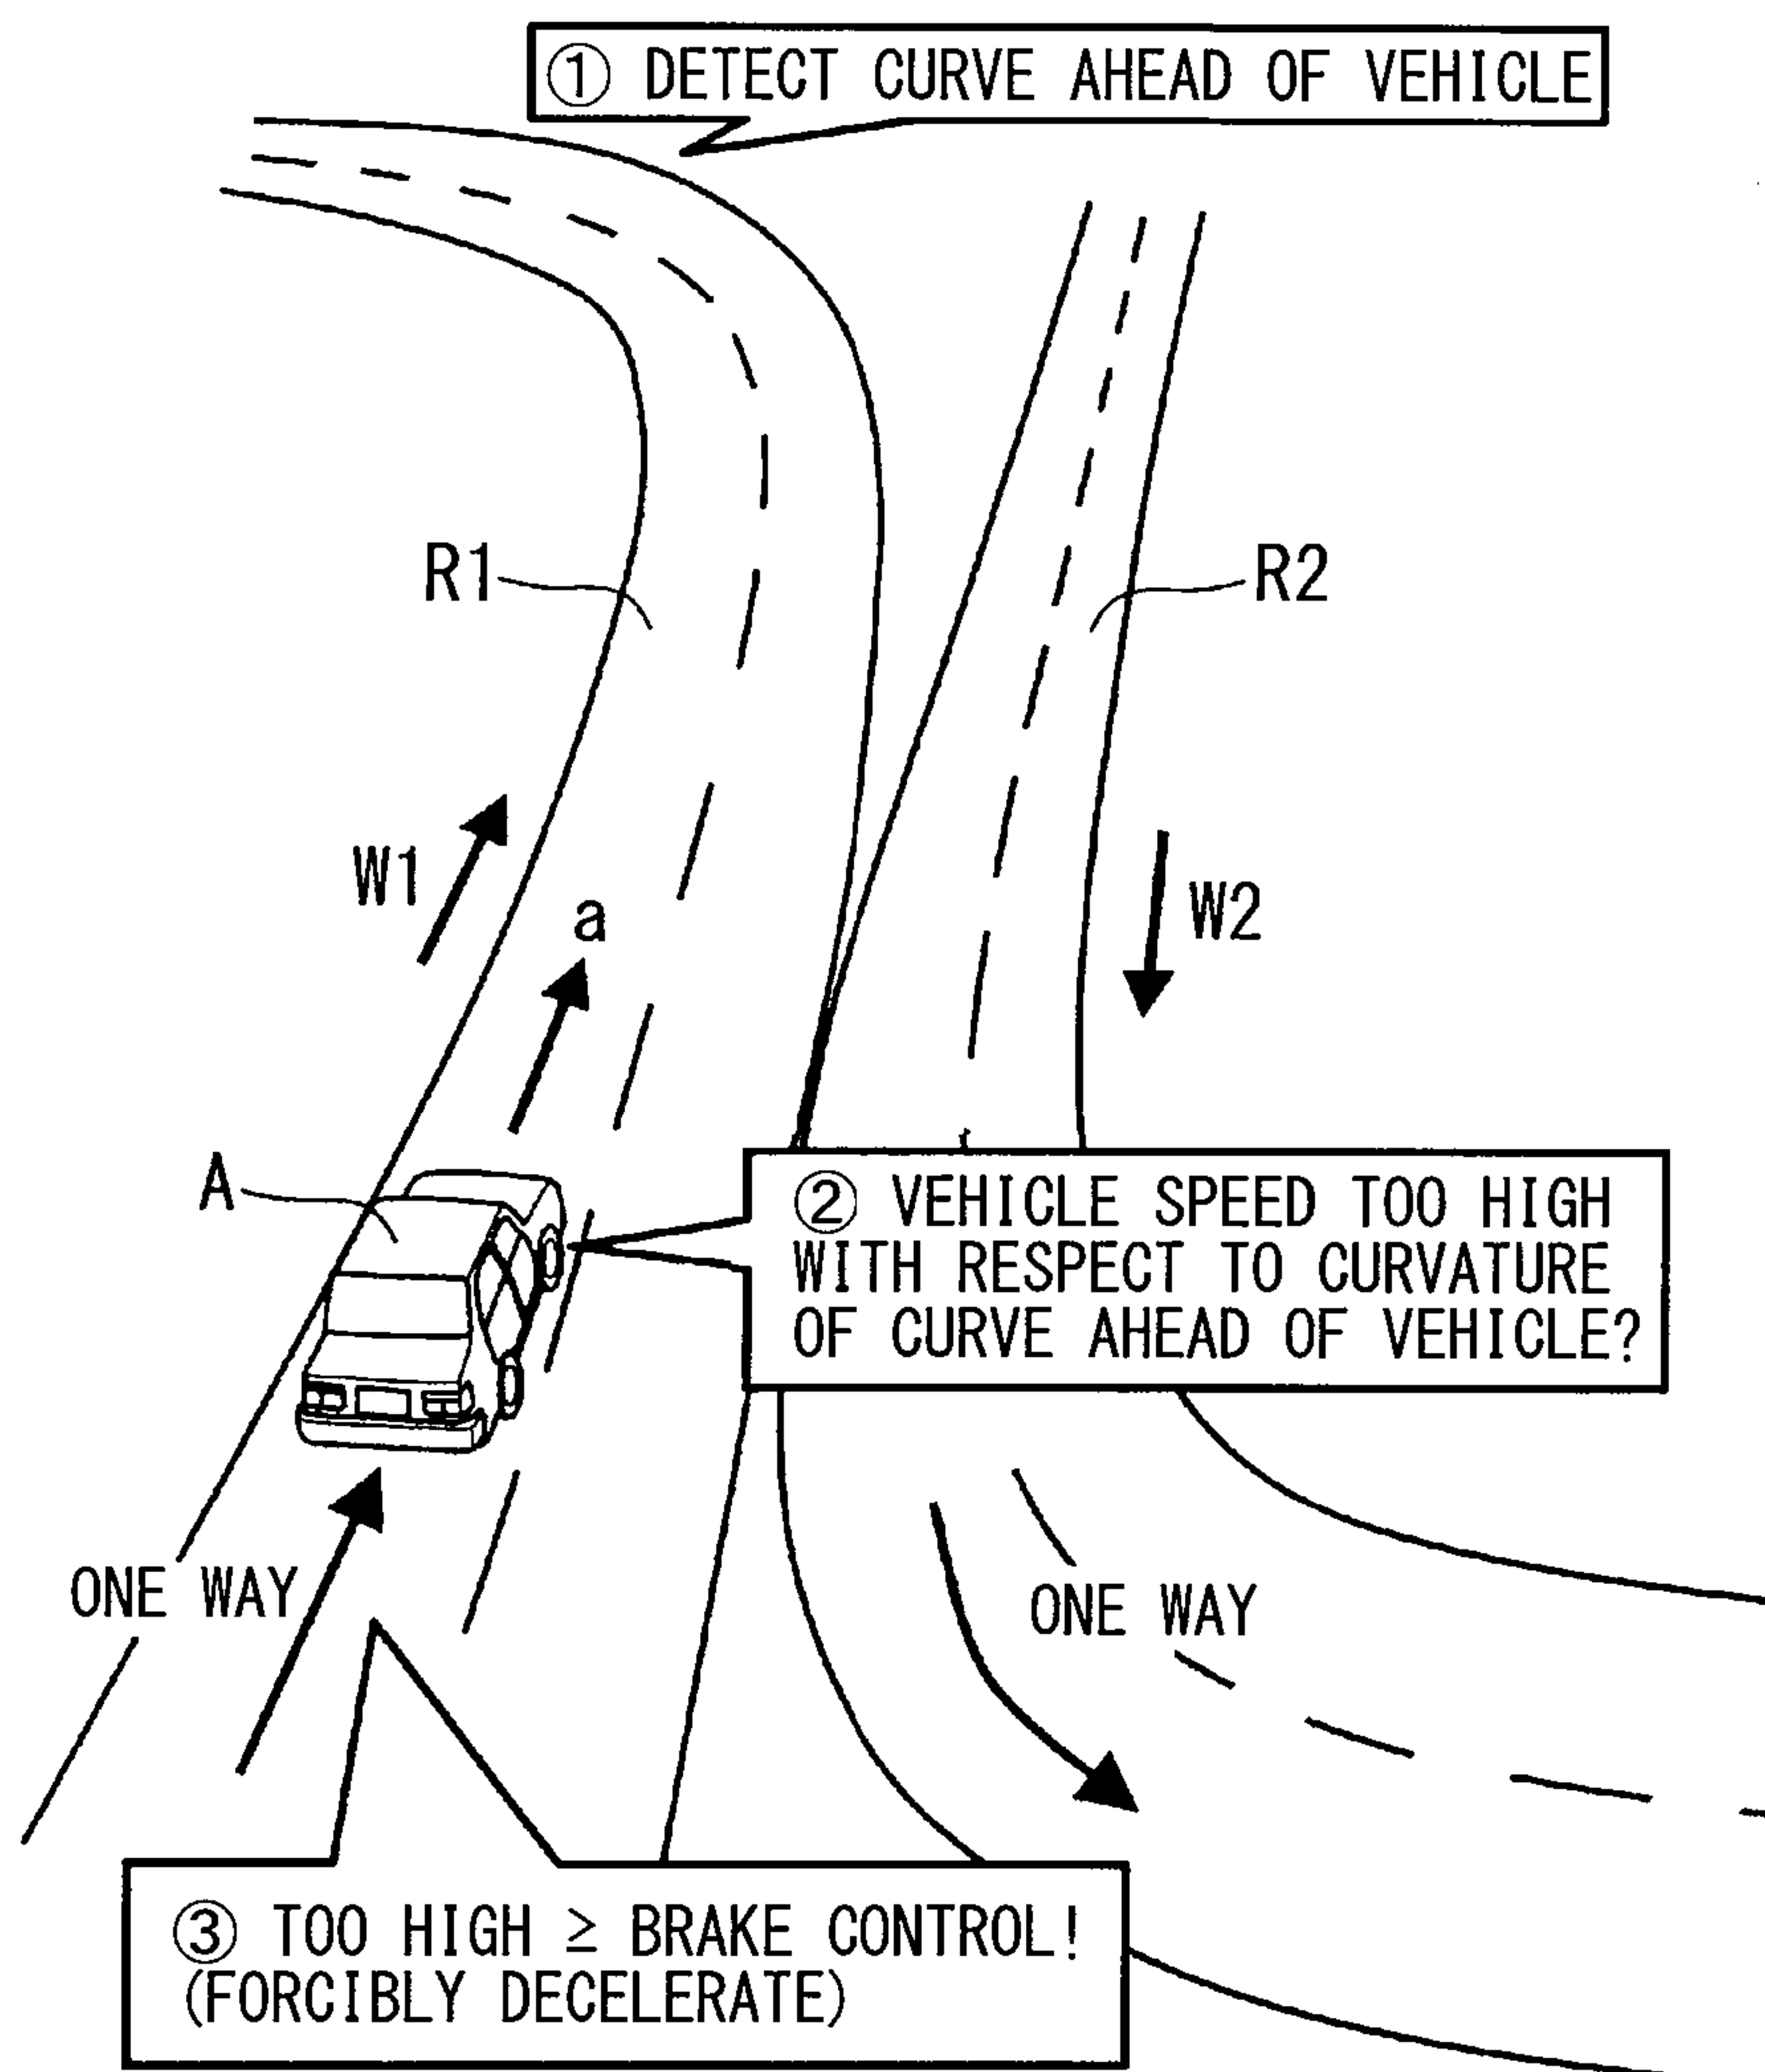 ① DETECT CURVE AHEAD OF VEHICLE
R1
R2
W1
a
W2
A
② VEHICLE SPEED TOO HIGH
WITH RESPECT TO CURVATURE
OF CURVE AHEAD OF VEHICLE?
ONE WAY
ONE WAY
③ TOO HIGH ≥ BRAKE CONTROL!
(FORCIBLY DECELERATE)